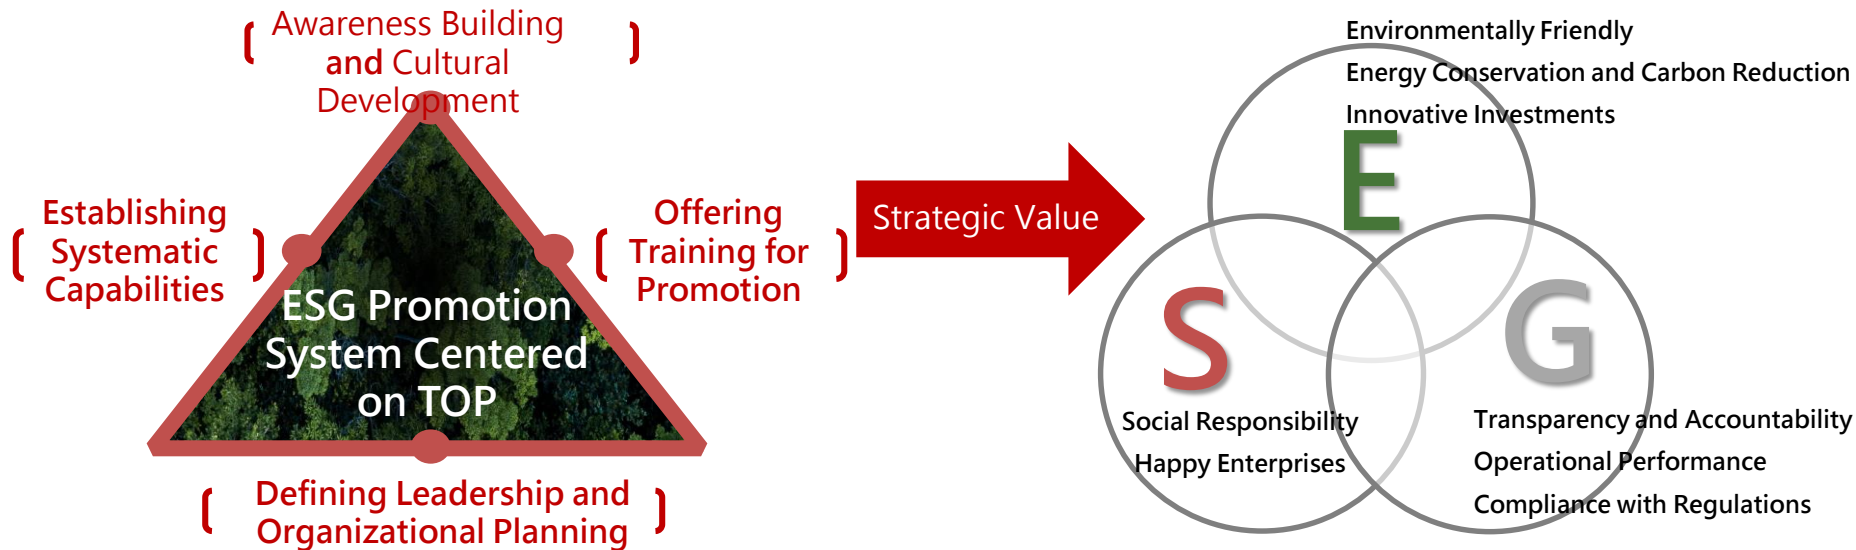 Awareness Building
and Cultural
Development
Establishing
Systematic
Capabilities
Offering
Training for
Promotion
ESG Promotion
System Centered
on TOP
Defining Leadership and
Organizational Planning
Strategic Value
Environmentally Friendly
Energy Conservation and Carbon Reduction
Innovative Investments
E
S
G
Social Responsibility
Happy Enterprises
Transparency and Accountability
Operational Performance
Compliance with Regulations